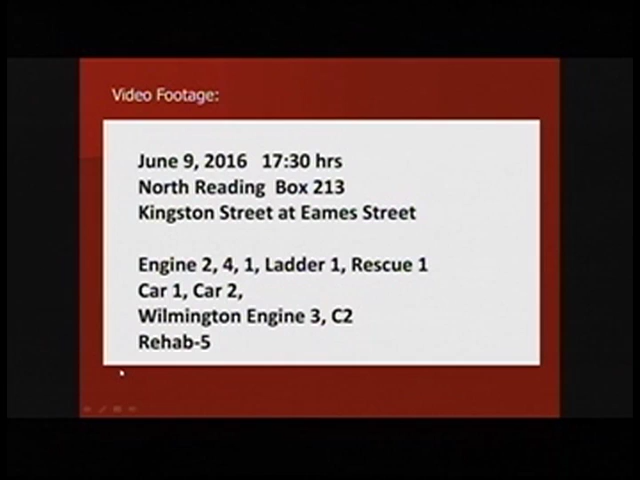 Video Footage:
June 9, 2016 17:30 hrs
North Reading Box 213
Kingston Street at Eames Street
Engine 2, 4, 1, Ladder 1, Rescue 1
Car 1, Car 2,
Wilmington Engine 3, C2
Rehab-5